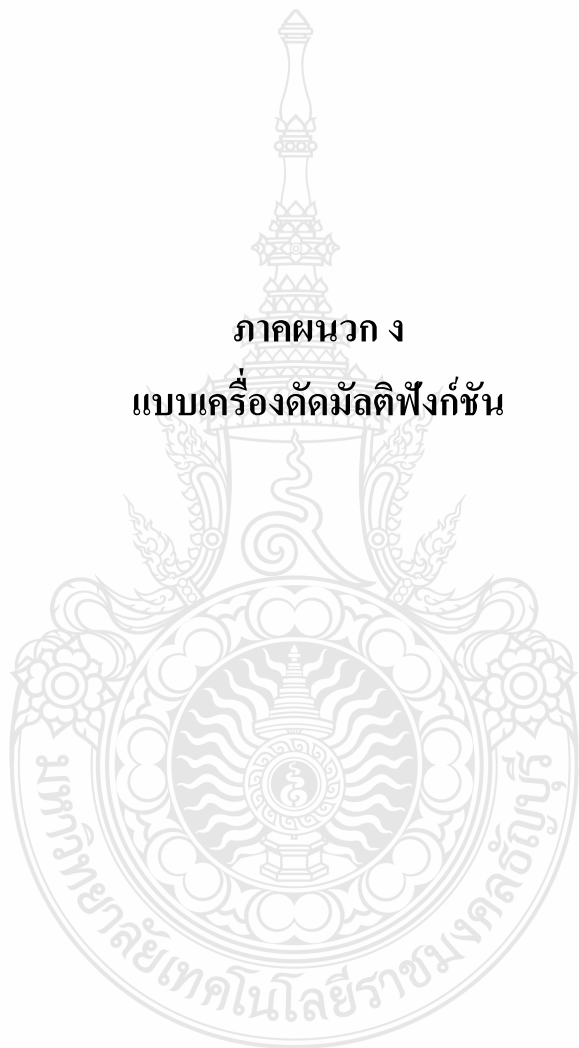 ภาคผนวก ง
แบบเครื่องดัดมัลติฟังก์ชัน
มหาวิทยาลัยเทคโนโลยีราชมงคลธัญบุรี